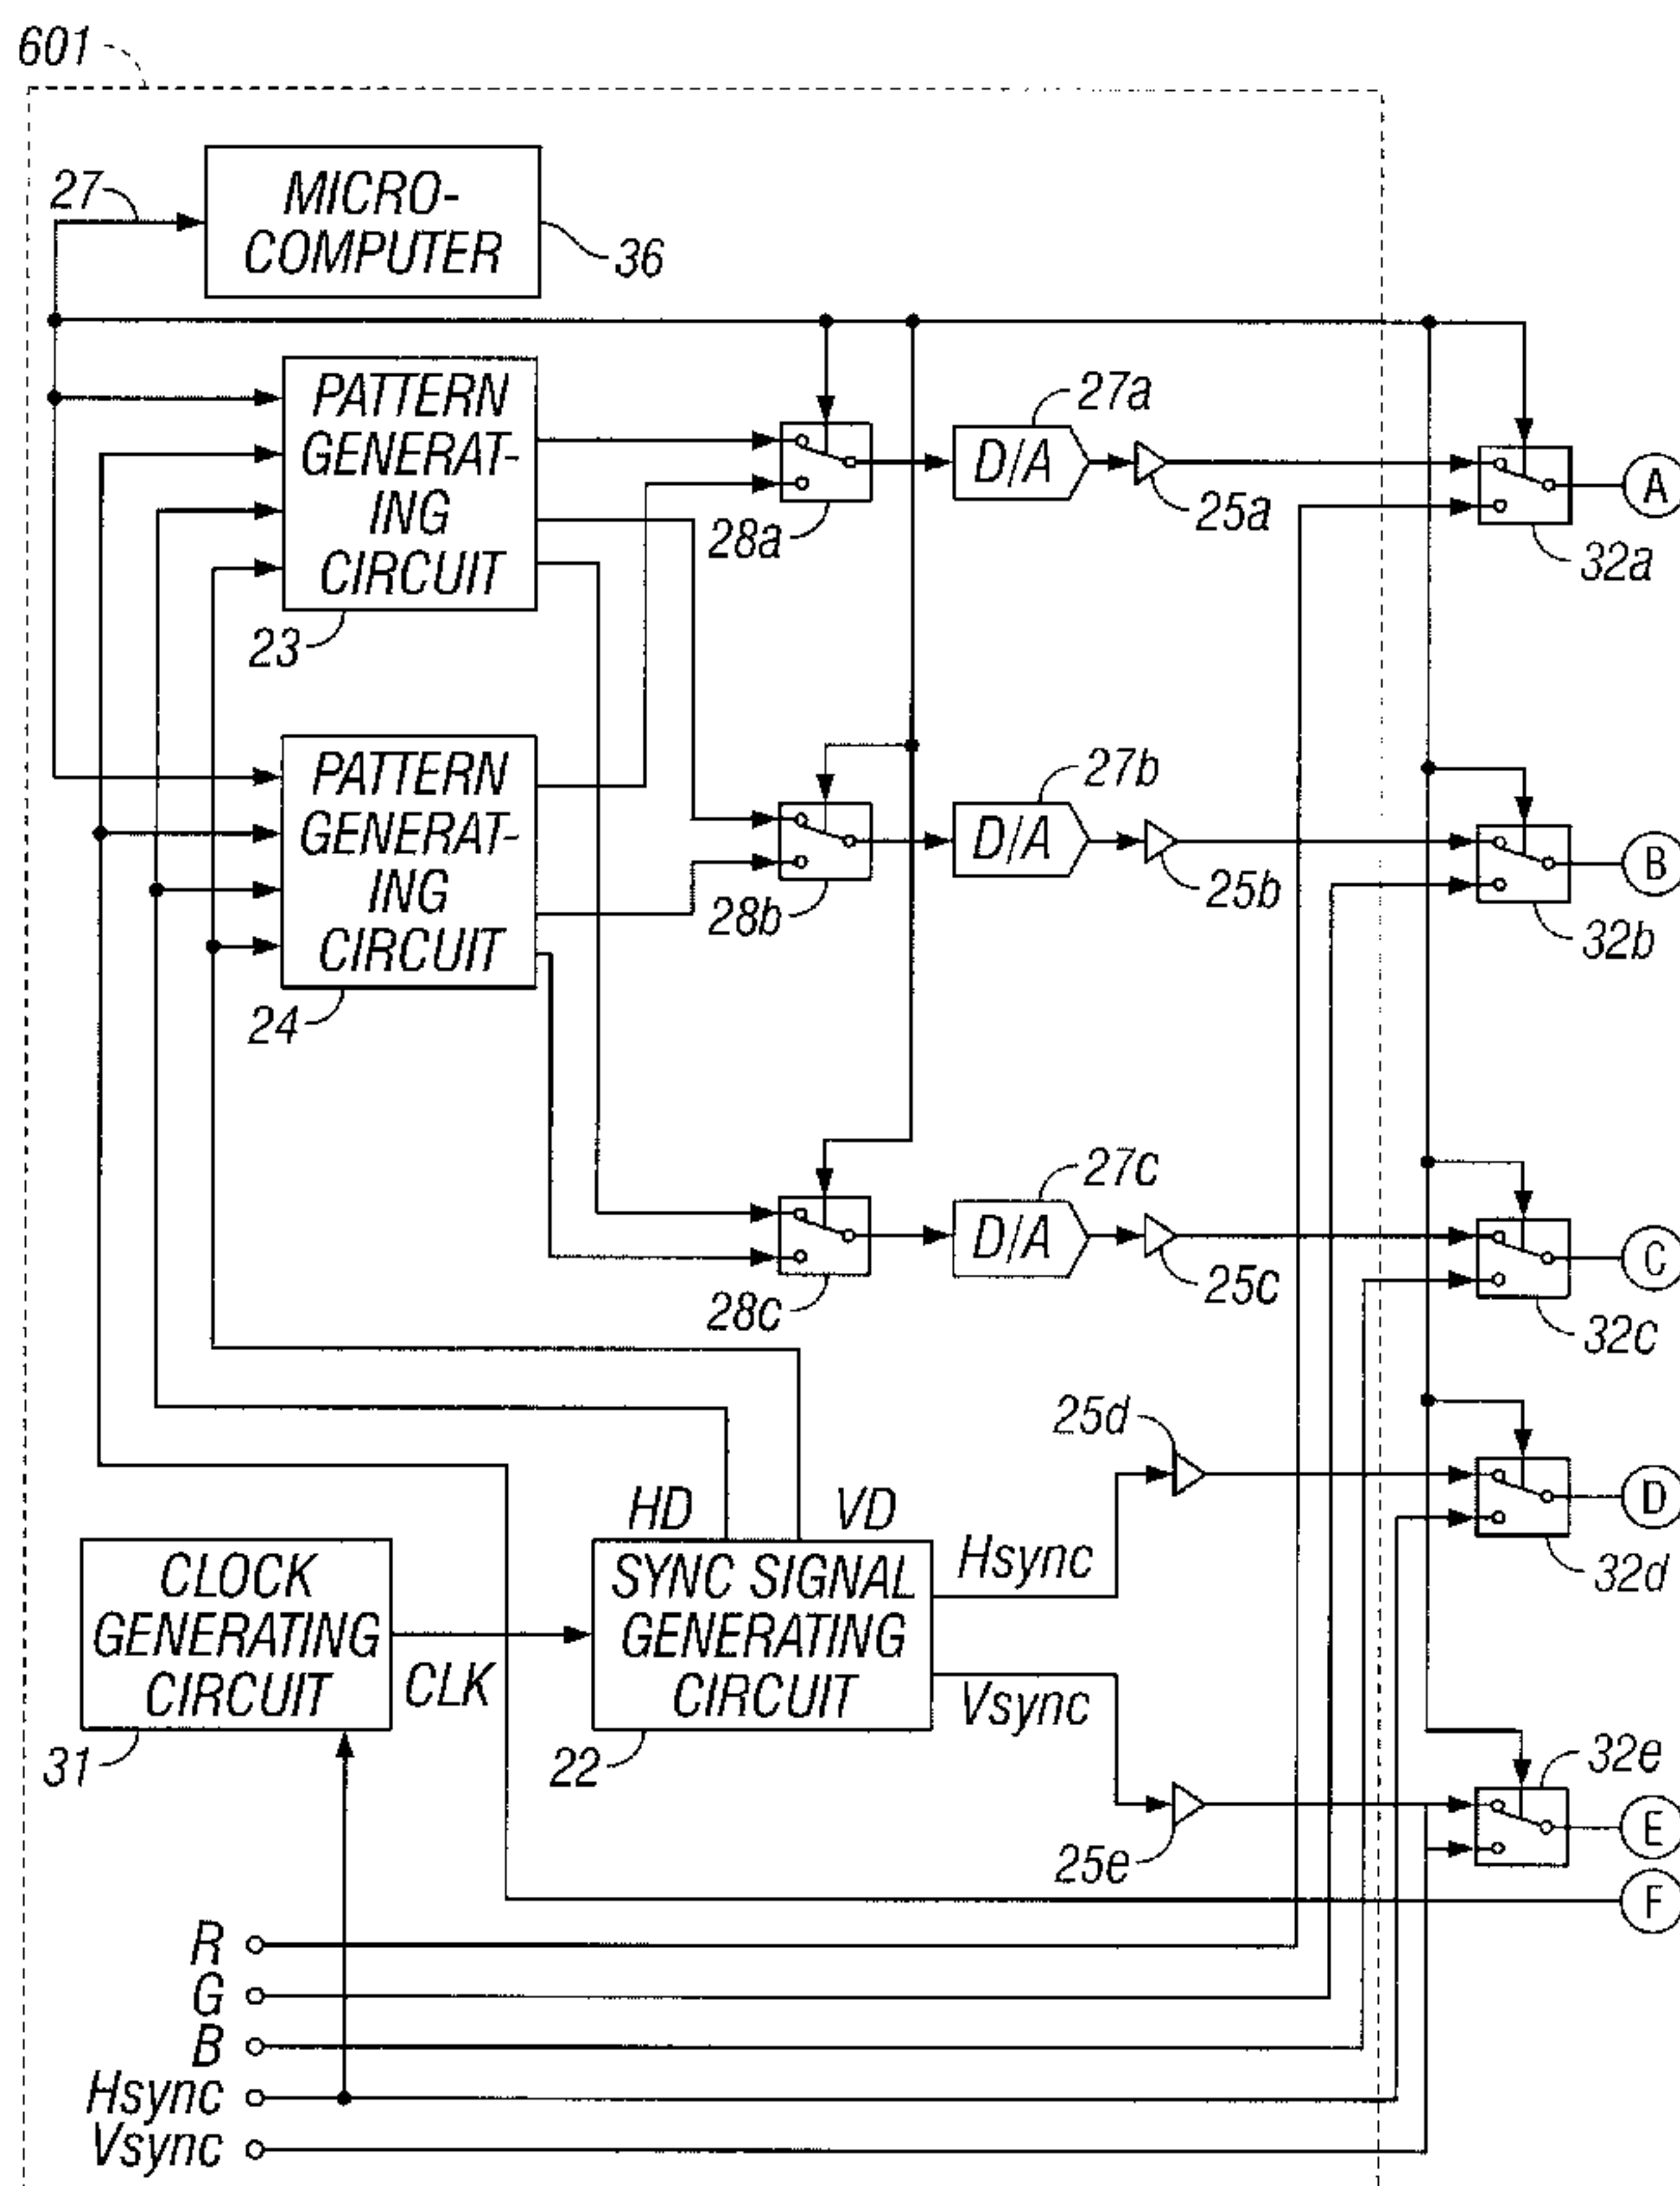 601
27
MICRO-
COMPUTER
36
PATTERN
GENERAT-
ING
CIRCUIT
23
28a
27a
D/A
25a
32a
A
PATTERN
GENERAT-
ING
CIRCUIT
24
28b
27b
D/A
25b
32b
B
28c
27c
D/A
25c
32c
C
25d
32d
D
HD
VD
CLOCK
GENERATING
CIRCUIT
31
CLK
SYNC SIGNAL
GENERATING
CIRCUIT
22
Hsync
Vsync
25e
32e
E
F
R
G
B
Hsync
Vsync